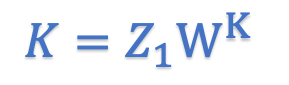 K = Z₁Wᴷ